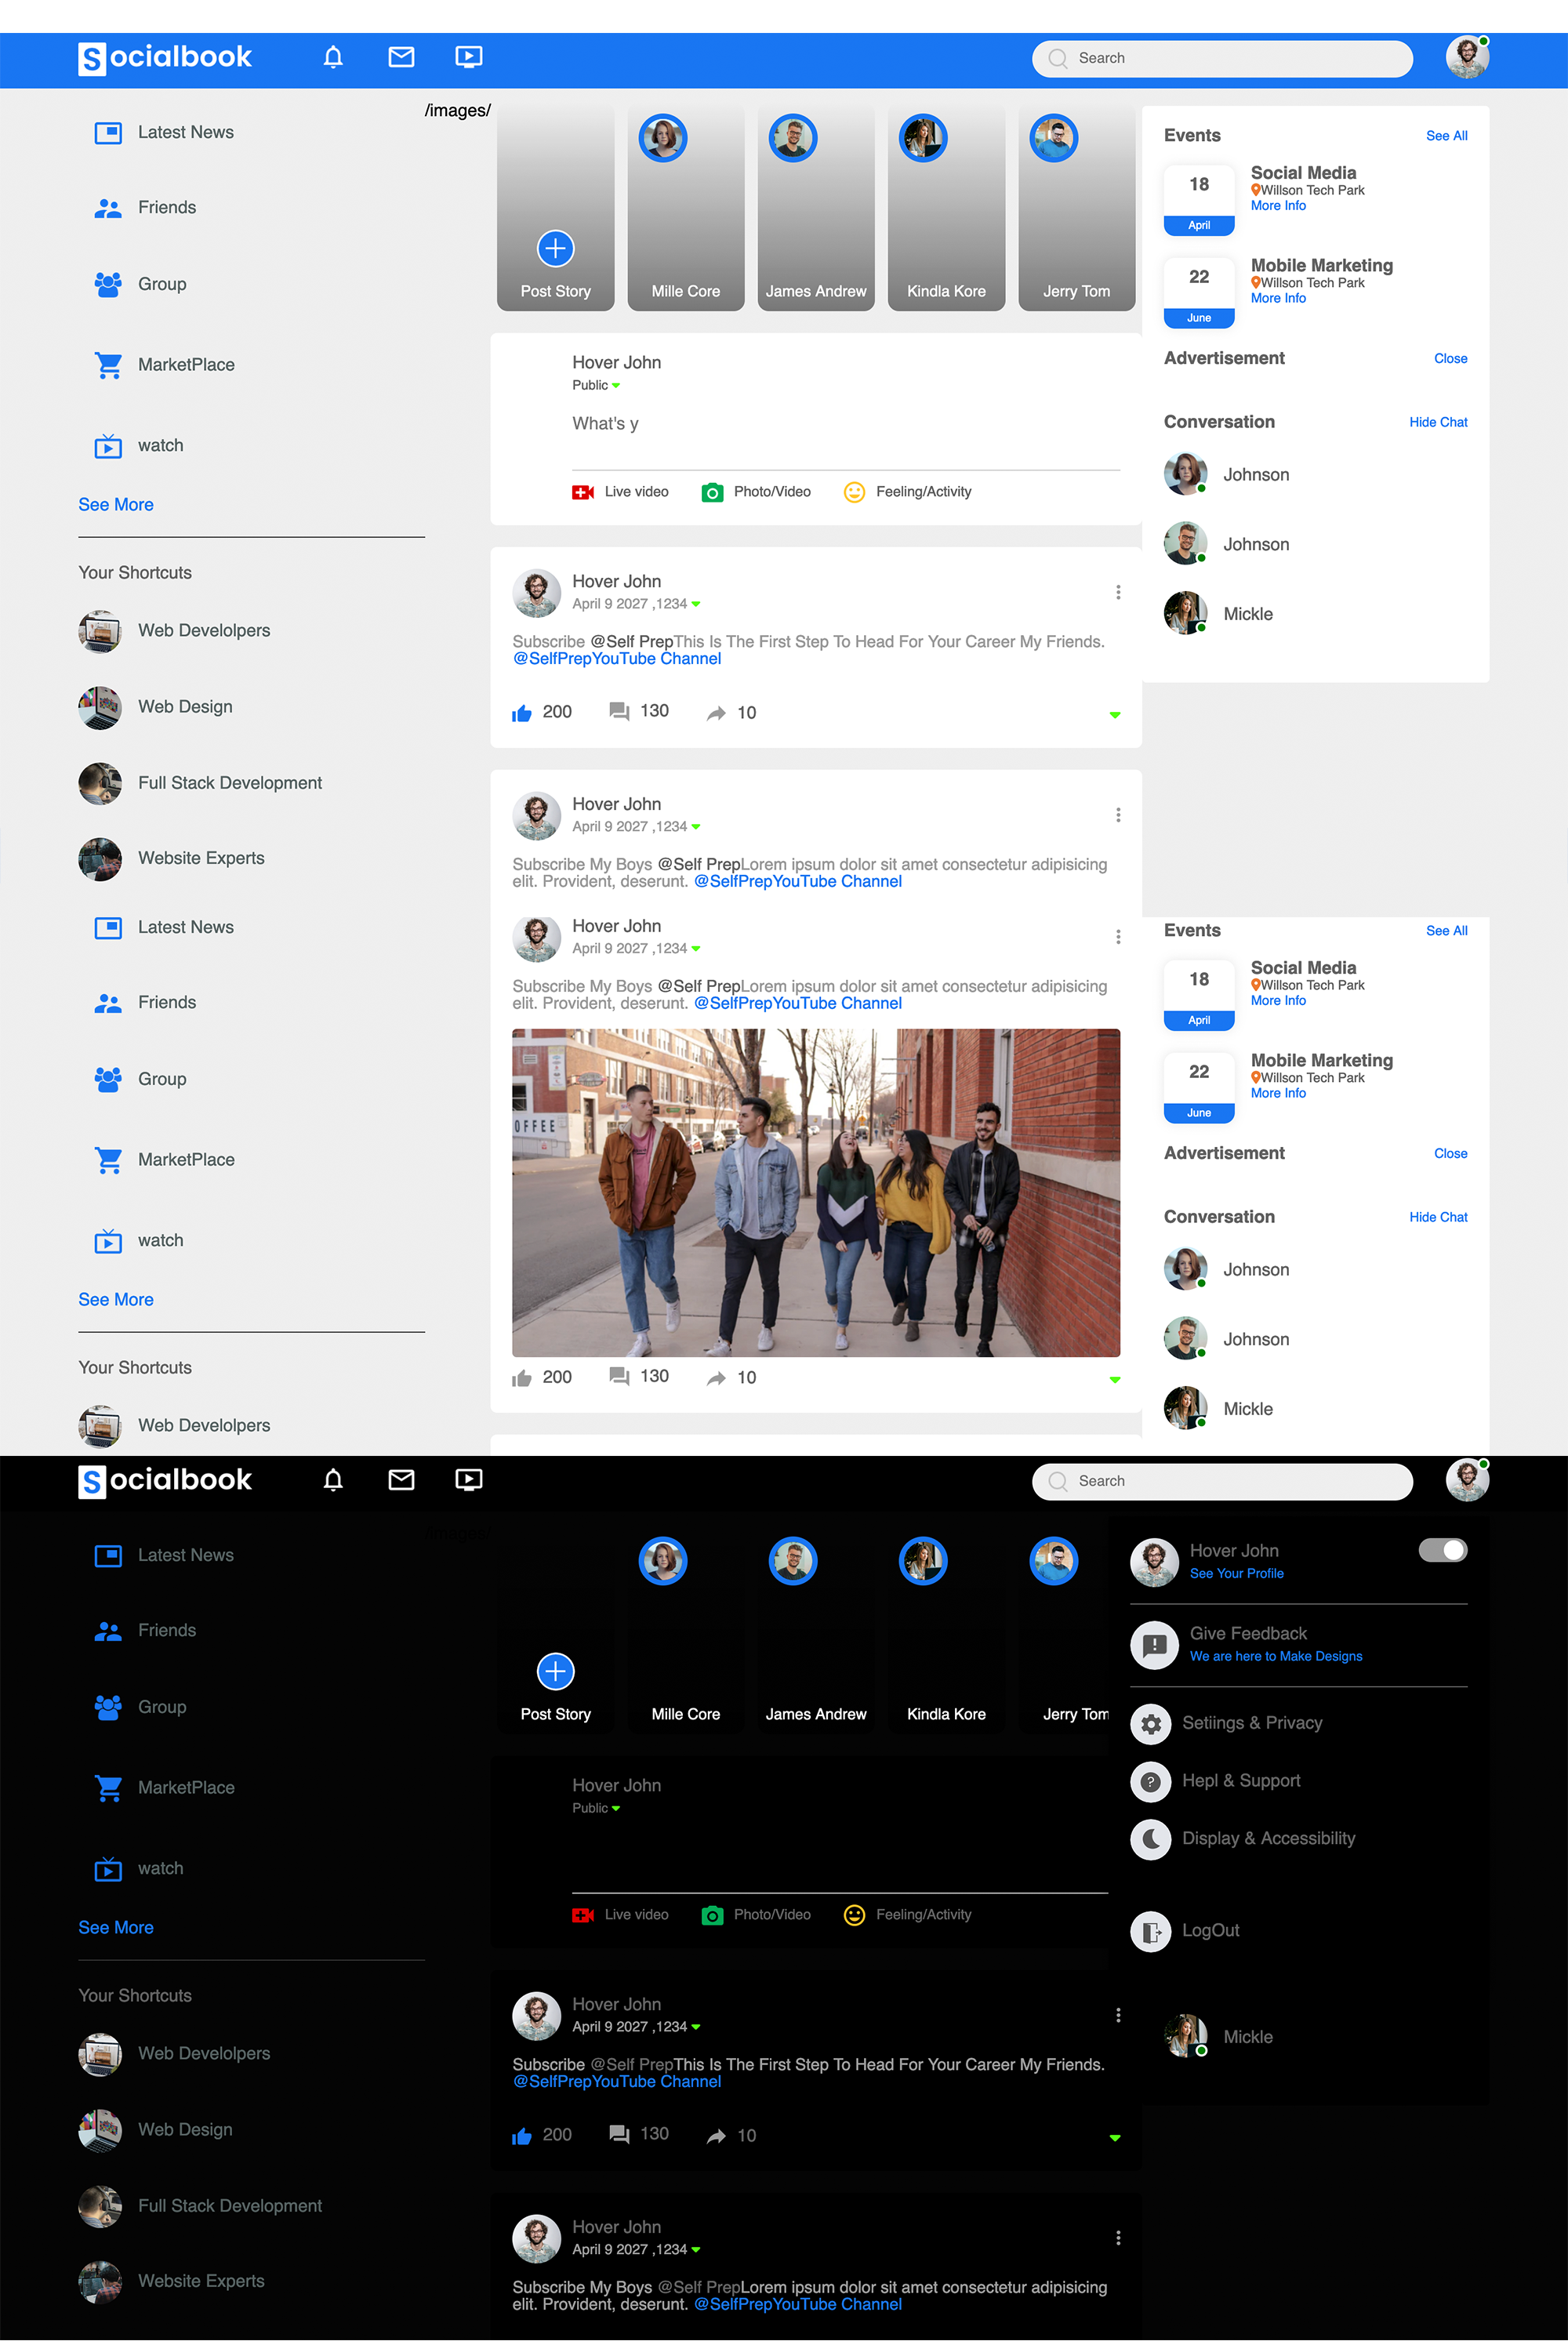 Socialbook
Search
/images/
Latest News
Friends
Group
MarketPlace
watch
See More
Your Shortcuts
Web Develolpers
Web Design
Full Stack Development
Website Experts
Latest News
Friends
Group
MarketPlace
watch
See More
Your Shortcuts
Web Develolpers
Post Story
Mille Core
James Andrew
Kindla Kore
Jerry Tom
Hover John
Public
What's y
Live video
Photo/Video
Feeling/Activity
Hover John
April 9 2027 ,1234
Subscribe @Self PrepThis Is The First Step To Head For Your Career My Friends.
@SelfPrepYouTube Channel
200
130
10
Hover John
April 9 2027 ,1234
Subscribe My Boys @Self PrepLorem ipsum dolor sit amet consectetur adipisicing
elit. Provident, deserunt. @SelfPrepYouTube Channel
Hover John
April 9 2027 ,1234
Subscribe My Boys @Self PrepLorem ipsum dolor sit amet consectetur adipisicing
elit. Provident, deserunt. @SelfPrepYouTube Channel
OFFEE
200
130
10
Events
See All
18
April
Social Media
Willson Tech Park
More Info
22
June
Mobile Marketing
Willson Tech Park
More Info
Advertisement
Close
Conversation
Hide Chat
Johnson
Johnson
Mickle
Events
See All
18
April
Social Media
Willson Tech Park
More Info
22
June
Mobile Marketing
Willson Tech Park
More Info
Advertisement
Close
Conversation
Hide Chat
Johnson
Johnson
Mickle
Socialbook
Search
/images/
Latest News
Friends
Group
MarketPlace
watch
See More
Your Shortcuts
Web Develolpers
Web Design
Full Stack Development
Website Experts
Post Story
Mille Core
James Andrew
Kindla Kore
Jerry Tom
Hover John
Public
Live video
Photo/Video
Feeling/Activity
Hover John
April 9 2027 ,1234
Subscribe @Self PrepThis Is The First Step To Head For Your Career My Friends.
@SelfPrepYouTube Channel
200
130
10
Hover John
April 9 2027 ,1234
Subscribe My Boys @Self PrepLorem ipsum dolor sit amet consectetur adipisicing
elit. Provident, deserunt. @SelfPrepYouTube Channel
Hover John
See Your Profile
Give Feedback
We are here to Make Designs
Setiings & Privacy
Hepl & Support
Display & Accessibility
LogOut
Mickle